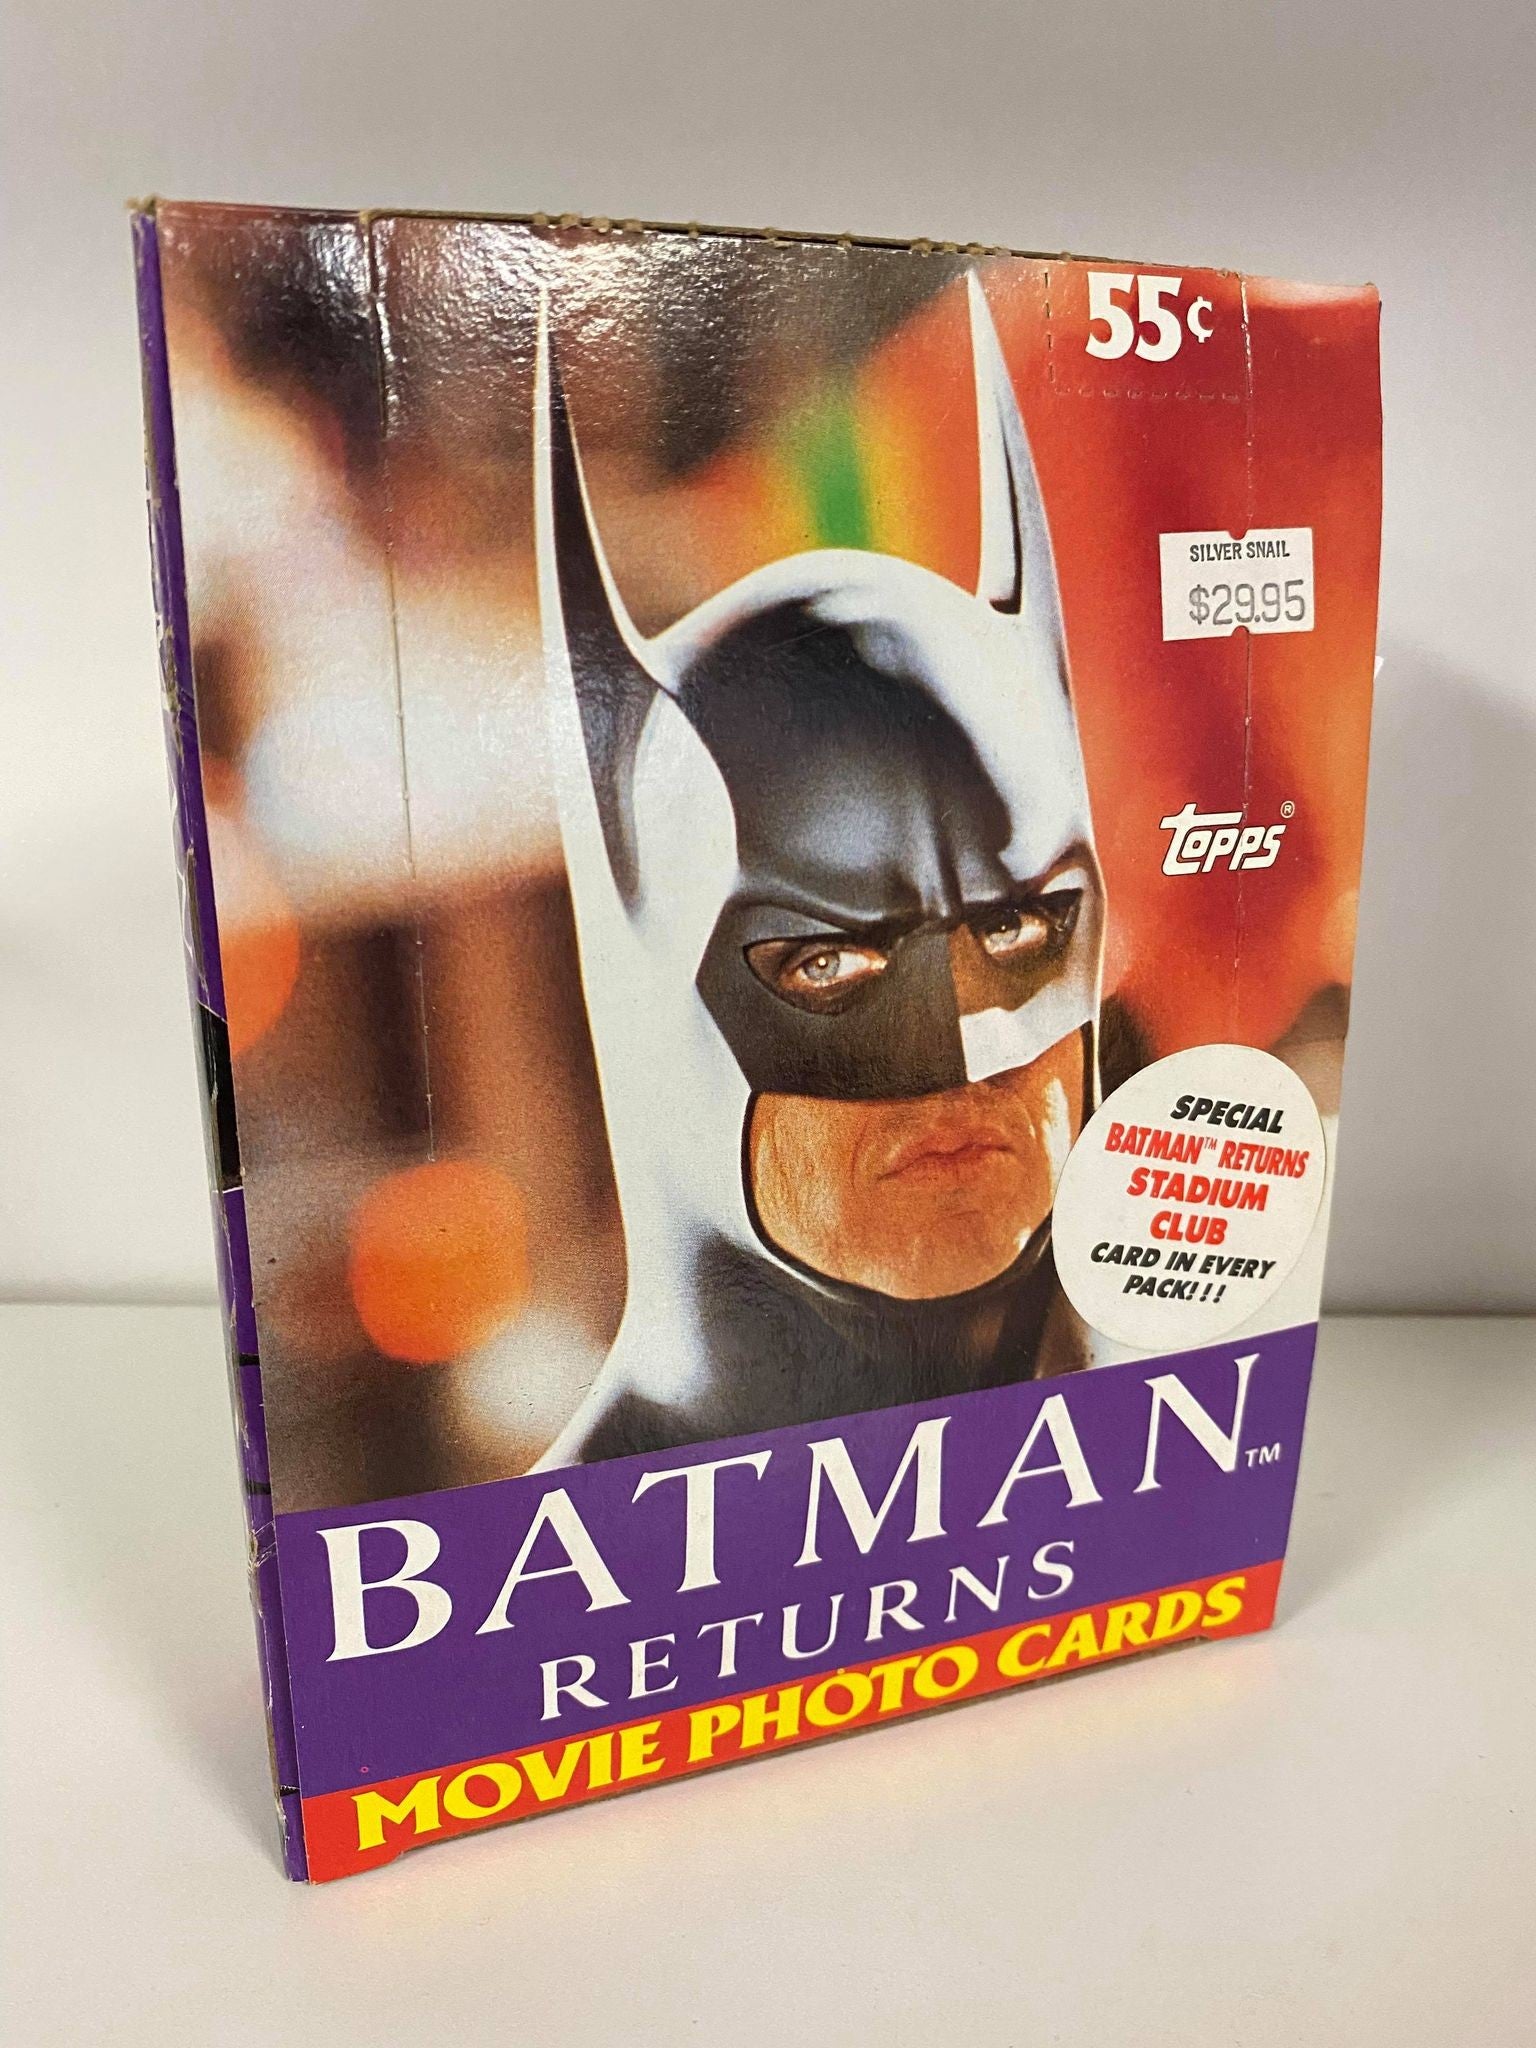 55¢
SILVER SNAIL
$29.95
Topps®
SPECIAL
BATMAN™ RETURNS
STADIUM
CLUB
CARD IN EVERY
PACK!!!
BATMAN™
RETURNS
MOVIE PHOTO CARDS